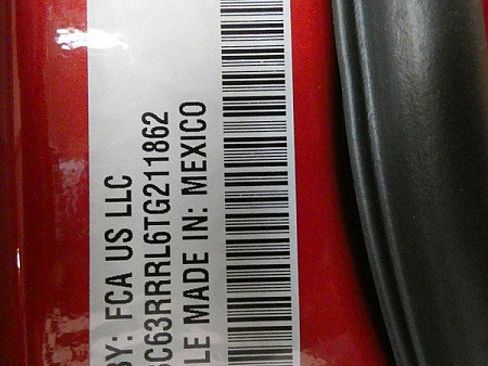 BY: FCA US LLC
C63RRRL6TG211862
LE MADE IN: MEXICO